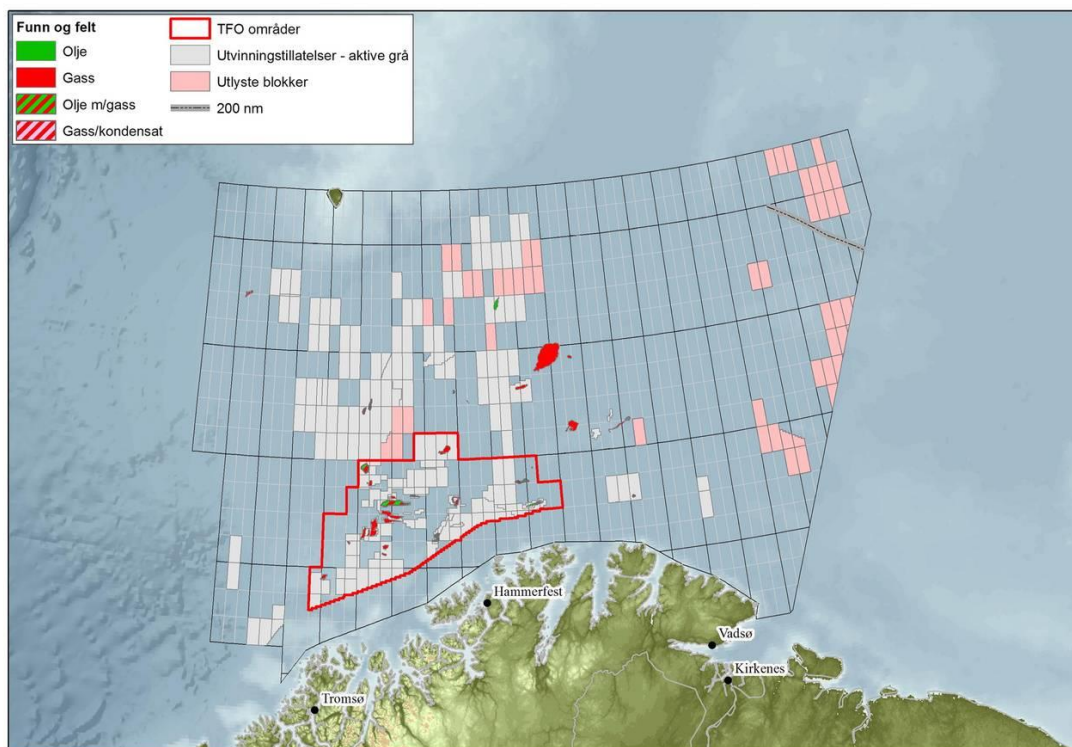 Funn og felt
Olje
Gass
Olje m/gass
Gass/kondensat
TFO områder
Utvinningstillatelser - aktive grå
Utlyste blokker
200 nm
Hammerfest
Vadsø
Kirkenes
Tromsø